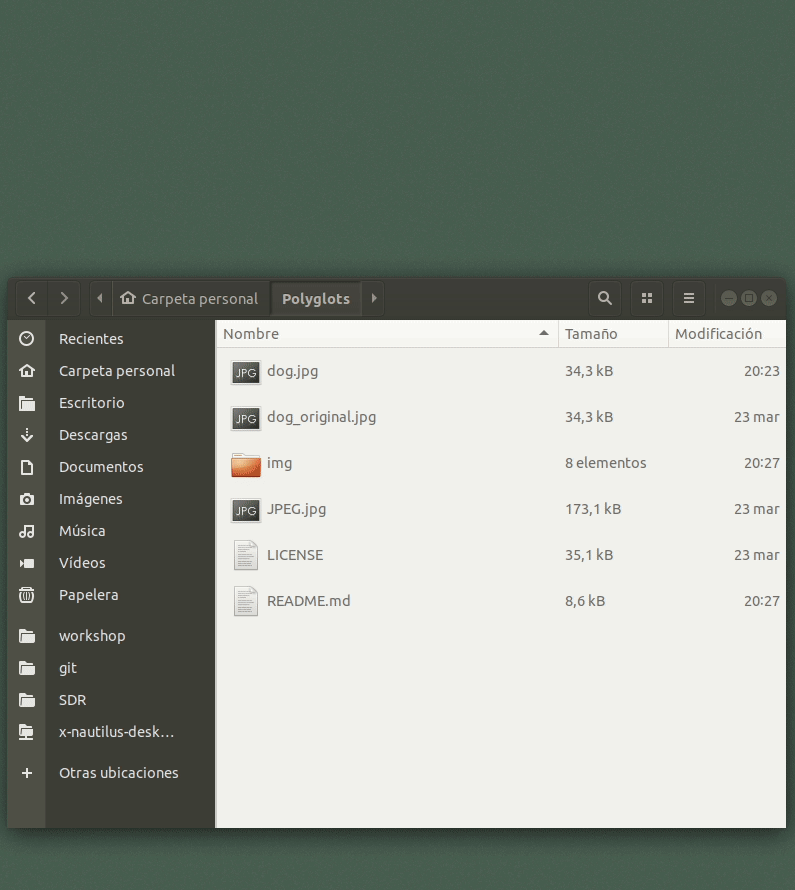 Carpeta personal Polyglots
Recientes
Carpeta personal
Escritorio
Descargas
Documentos
Imágenes
Música
Vídeos
Papelera
workshop
git
SDR
x-nautilus-desk…
Otras ubicaciones
Nombre Tamaño Modificación
JPG dog.jpg 34,3 kB 20:23
JPG dog_original.jpg 34,3 kB 23 mar
img 8 elementos 20:27
JPG JPEG.jpg 173,1 kB 23 mar
LICENSE 35,1 kB 23 mar
README.md 8,6 kB 20:27